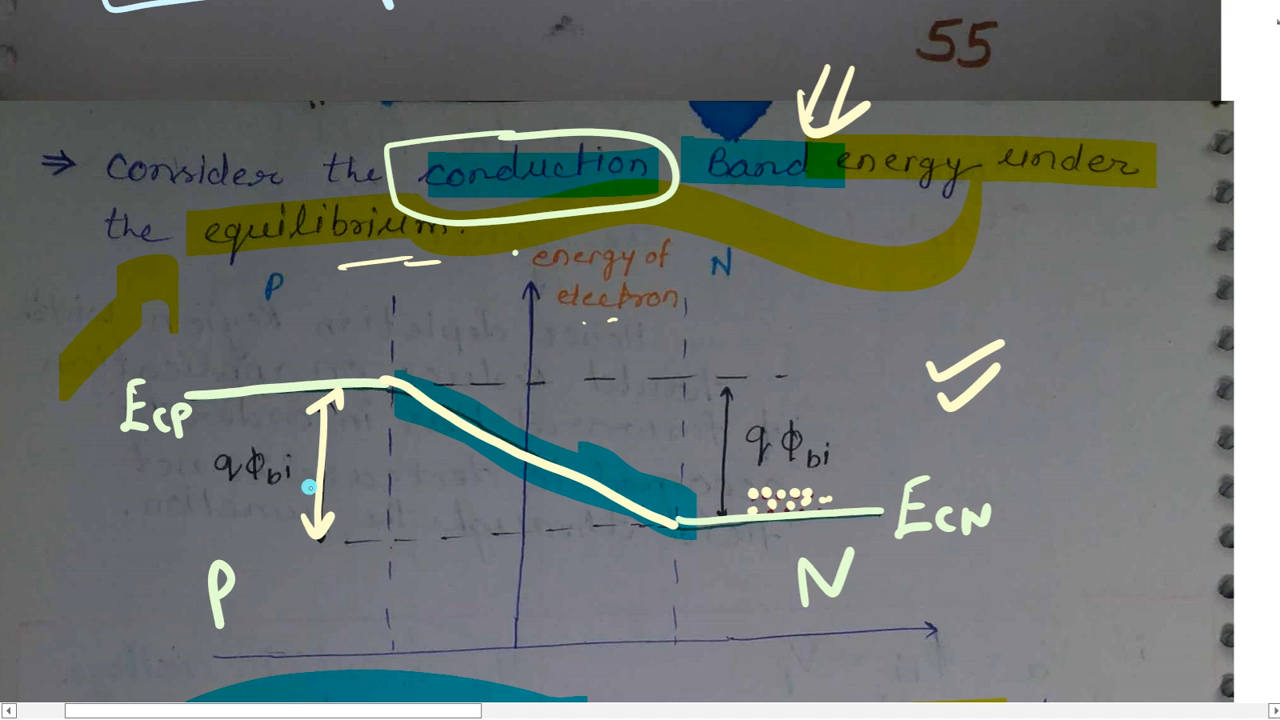 55
⇒ Consider the conduction Band energy under
the equilibrium.
energy of
electron
P
N
ECP
qΦbi
qΦbi
ECN
P
N